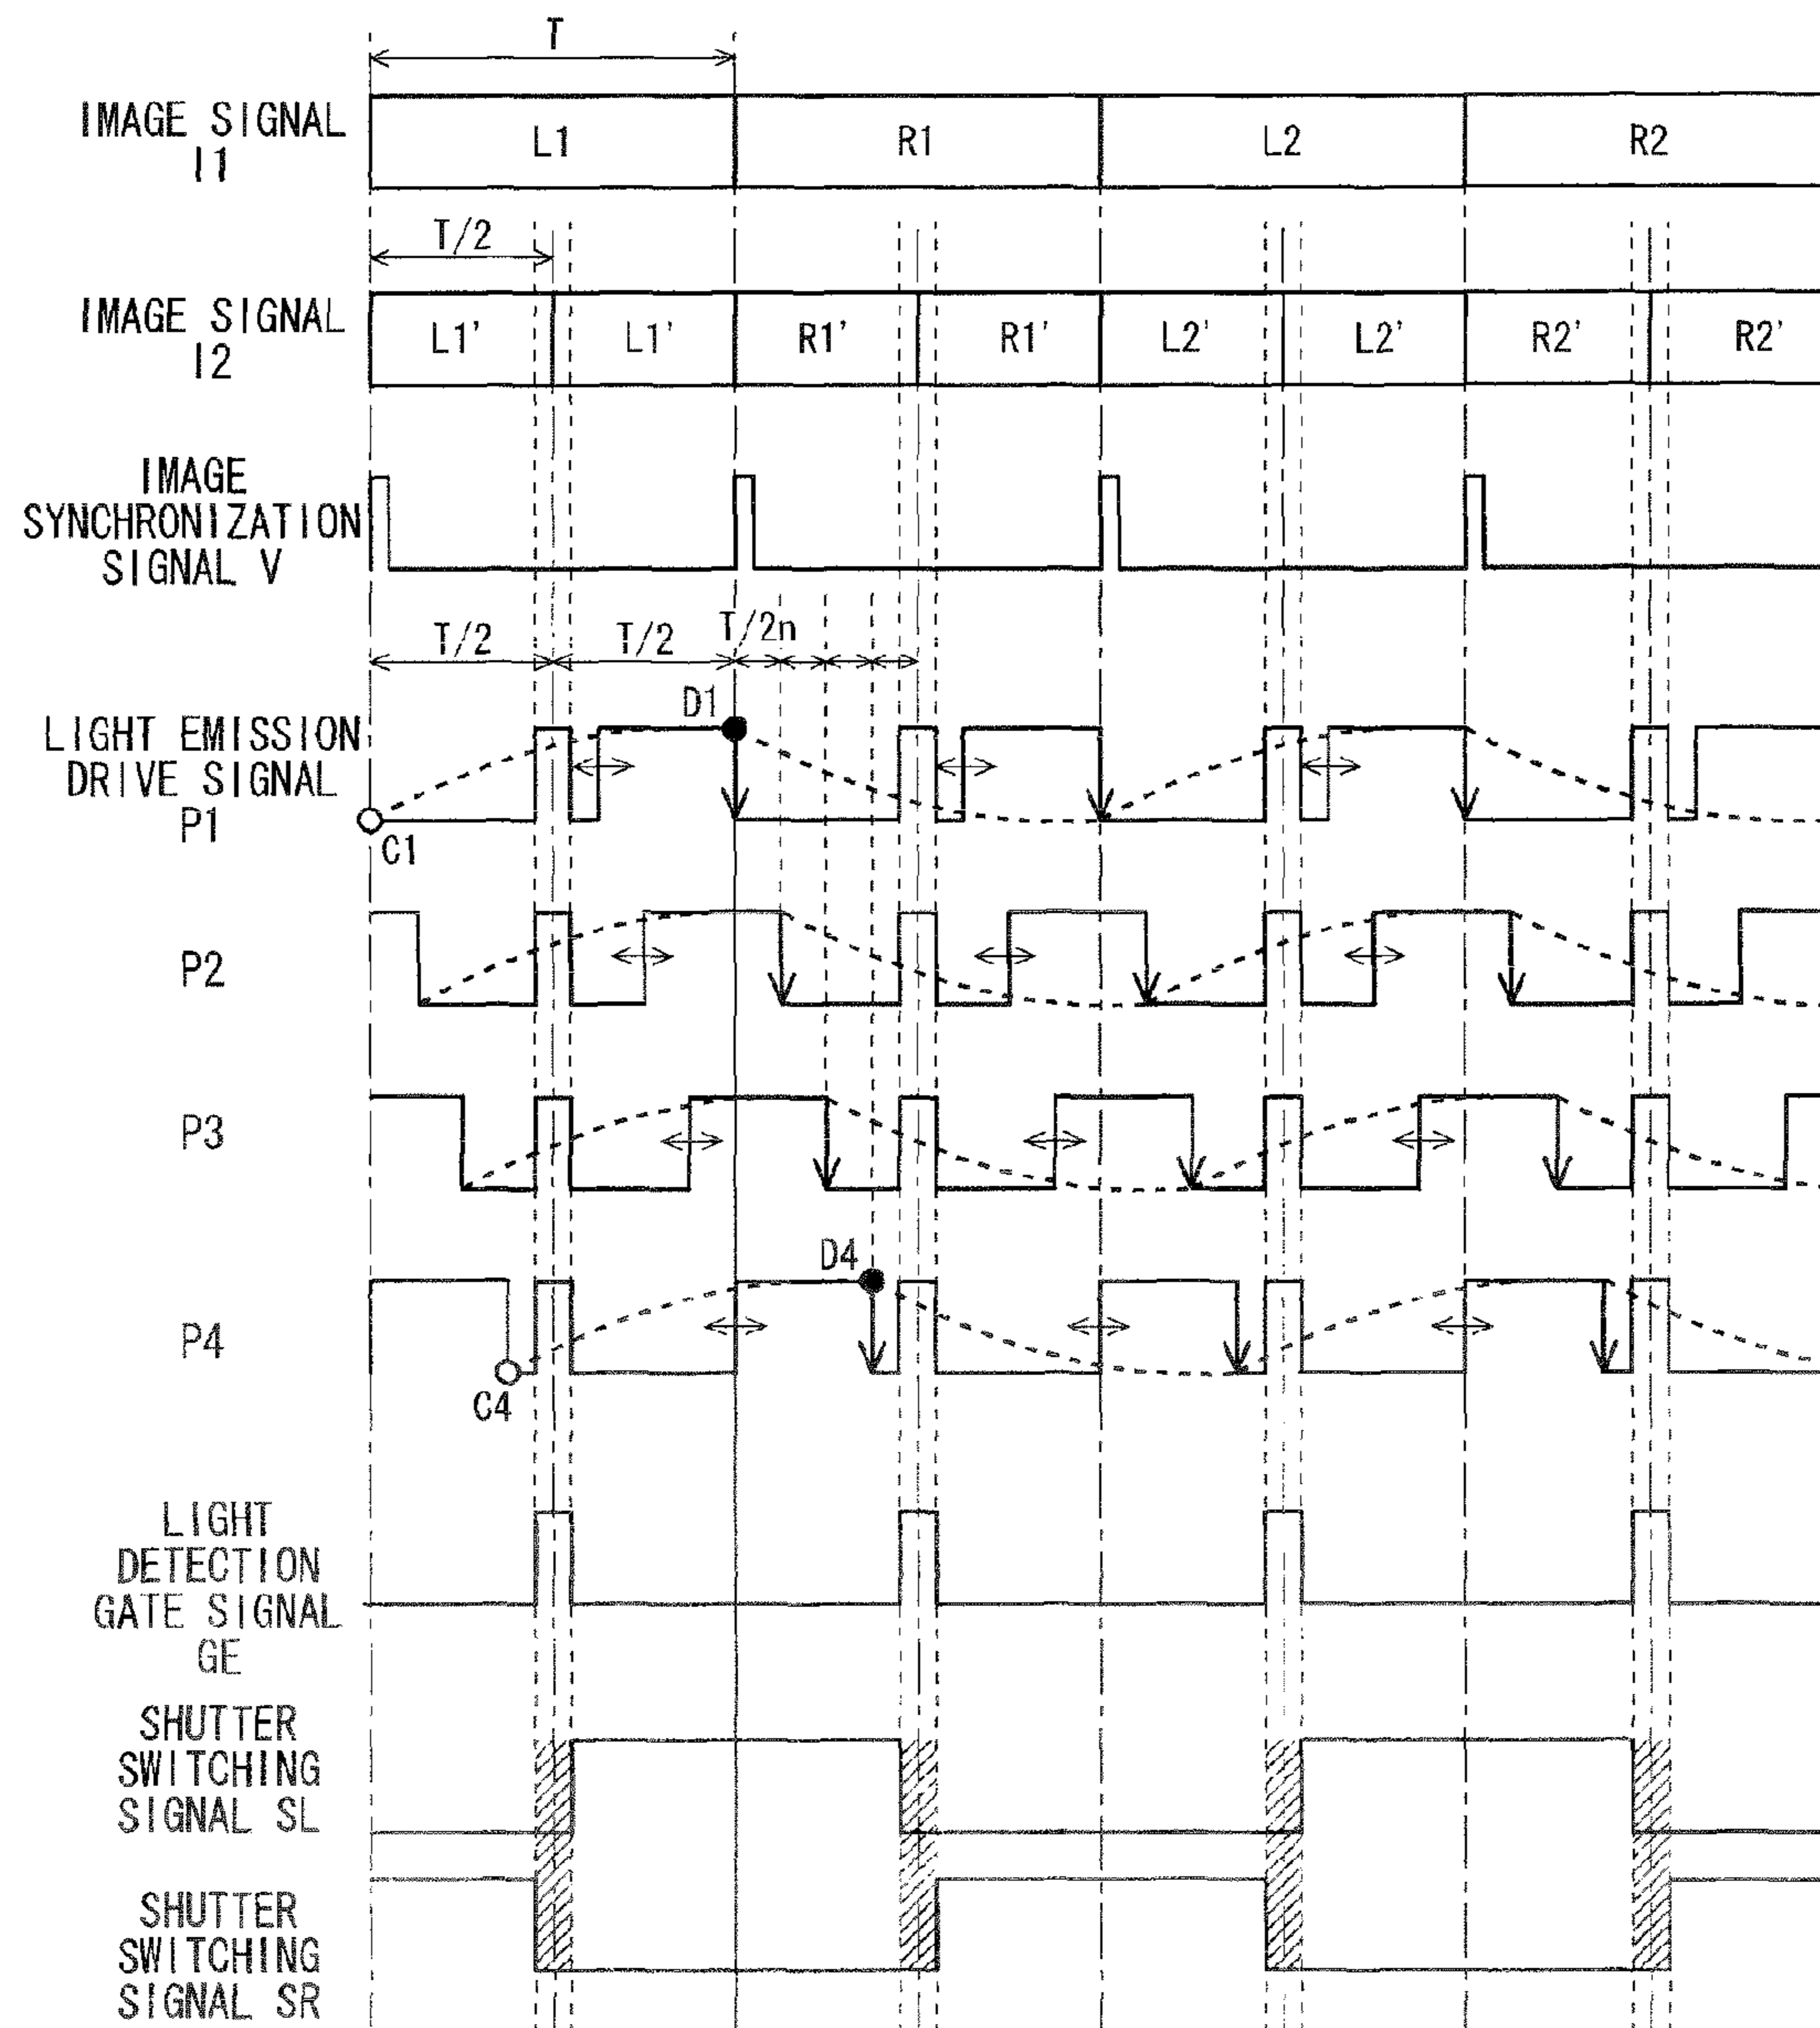 T
IMAGE SIGNAL
I1
L1
R1
L2
R2
T/2
IMAGE SIGNAL
I2
L1'
L1'
R1'
R1'
L2'
L2'
R2'
R2'
IMAGE
SYNCHRONIZATION
SIGNAL V
T/2
T/2
T/2n
D1
LIGHT EMISSION
DRIVE SIGNAL
P1
C1
P2
P3
D4
P4
C4
LIGHT
DETECTION
GATE SIGNAL
GE
SHUTTER
SWITCHING
SIGNAL SL
SHUTTER
SWITCHING
SIGNAL SR